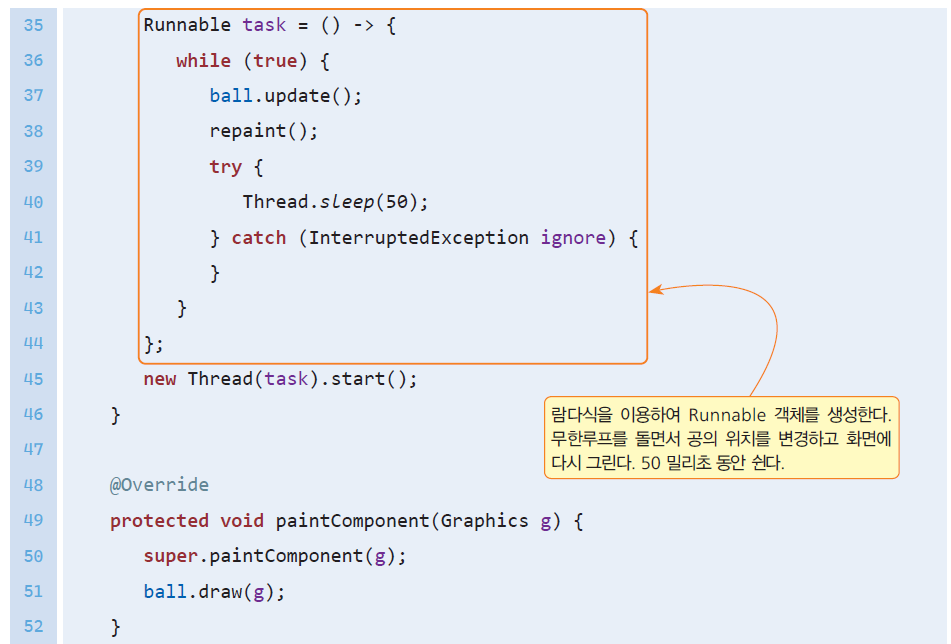 35 Runnable task = () -> {
36 while (true) {
37 ball.update();
38 repaint();
39 try {
40 Thread.sleep(50);
41 } catch (InterruptedException ignore) {
42 }
43 }
44 };
45 new Thread(task).start();
46 }
람다식을 이용하여 Runnable 객체를 생성한다.
무한루프를 돌면서 공의 위치를 변경하고 화면에
다시 그린다. 50 밀리초 동안 쉰다.
47
48 @Override
49 protected void paintComponent(Graphics g) {
50 super.paintComponent(g);
51 ball.draw(g);
52 }